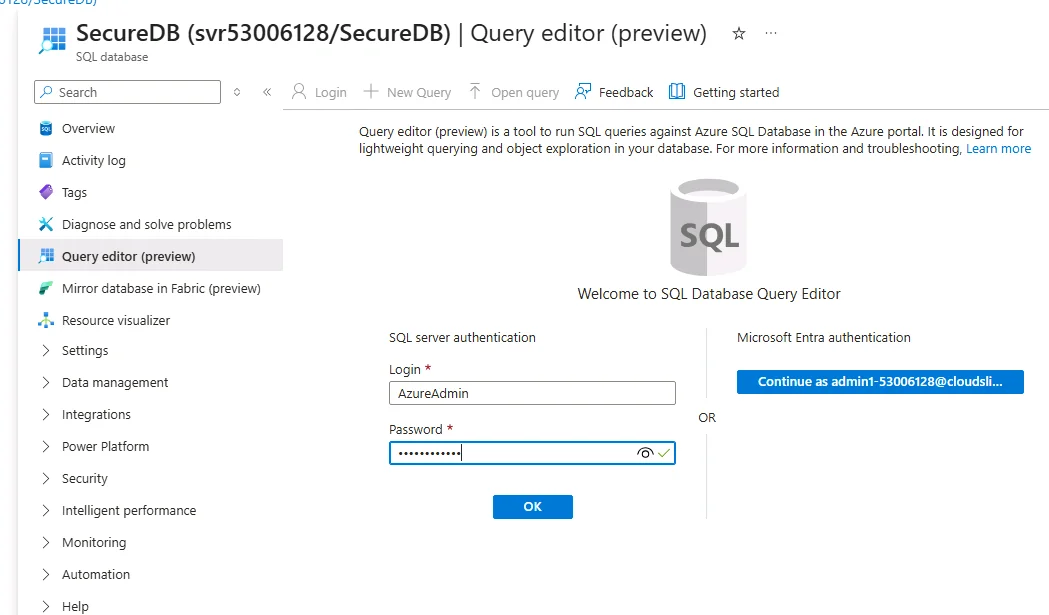 SecureDB (svr53006128/SecureDB) | Query editor (preview)
SQL database
Search
Login
New Query
Open query
Feedback
Getting started
Overview
Activity log
Tags
Diagnose and solve problems
Query editor (preview)
Mirror database in Fabric (preview)
Resource visualizer
Settings
Data management
Integrations
Power Platform
Security
Intelligent performance
Monitoring
Automation
Help
Query editor (preview) is a tool to run SQL queries against Azure SQL Database in the Azure portal. It is designed for
lightweight querying and object exploration in your database. For more information and troubleshooting, Learn more
SQL
Welcome to SQL Database Query Editor
SQL server authentication
Login *
AzureAdmin
Password *
••••••••••••
OK
OR
Microsoft Entra authentication
Continue as admin1-53006128@cloudsli...